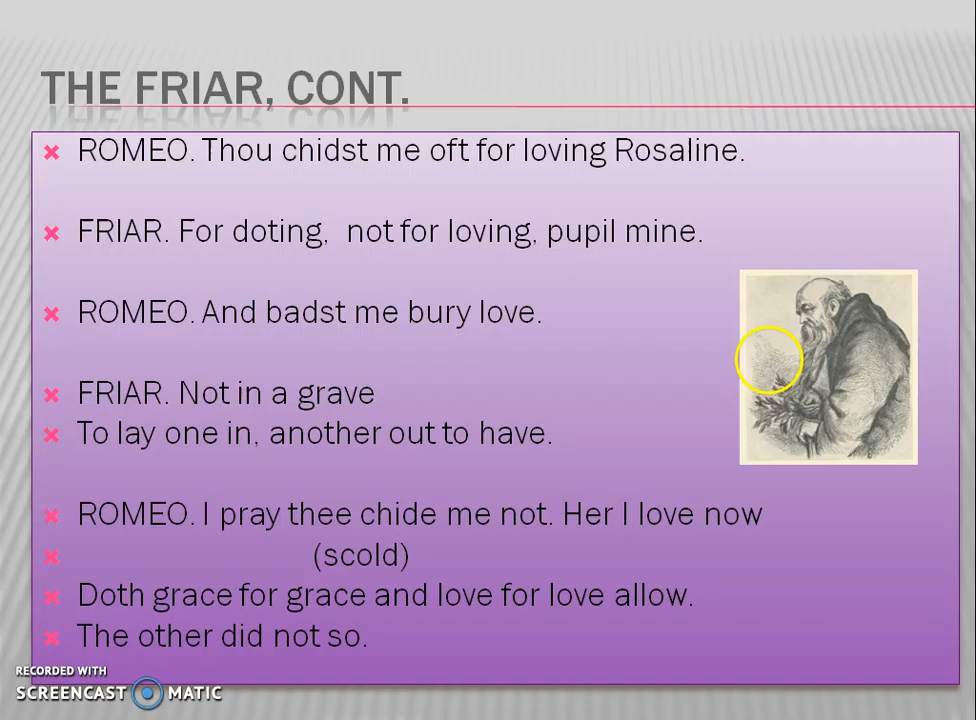 THE FRIAR, CONT.
ROMEO. Thou chidst me oft for loving Rosaline.
FRIAR. For doting, not for loving, pupil mine.
ROMEO. And badst me bury love.
FRIAR. Not in a grave
To lay one in, another out to have.
ROMEO. I pray thee chide me not. Her I love now
(scold)
Doth grace for grace and love for love allow.
The other did not so.
RECORDED WITH
SCREENCAST MATIC